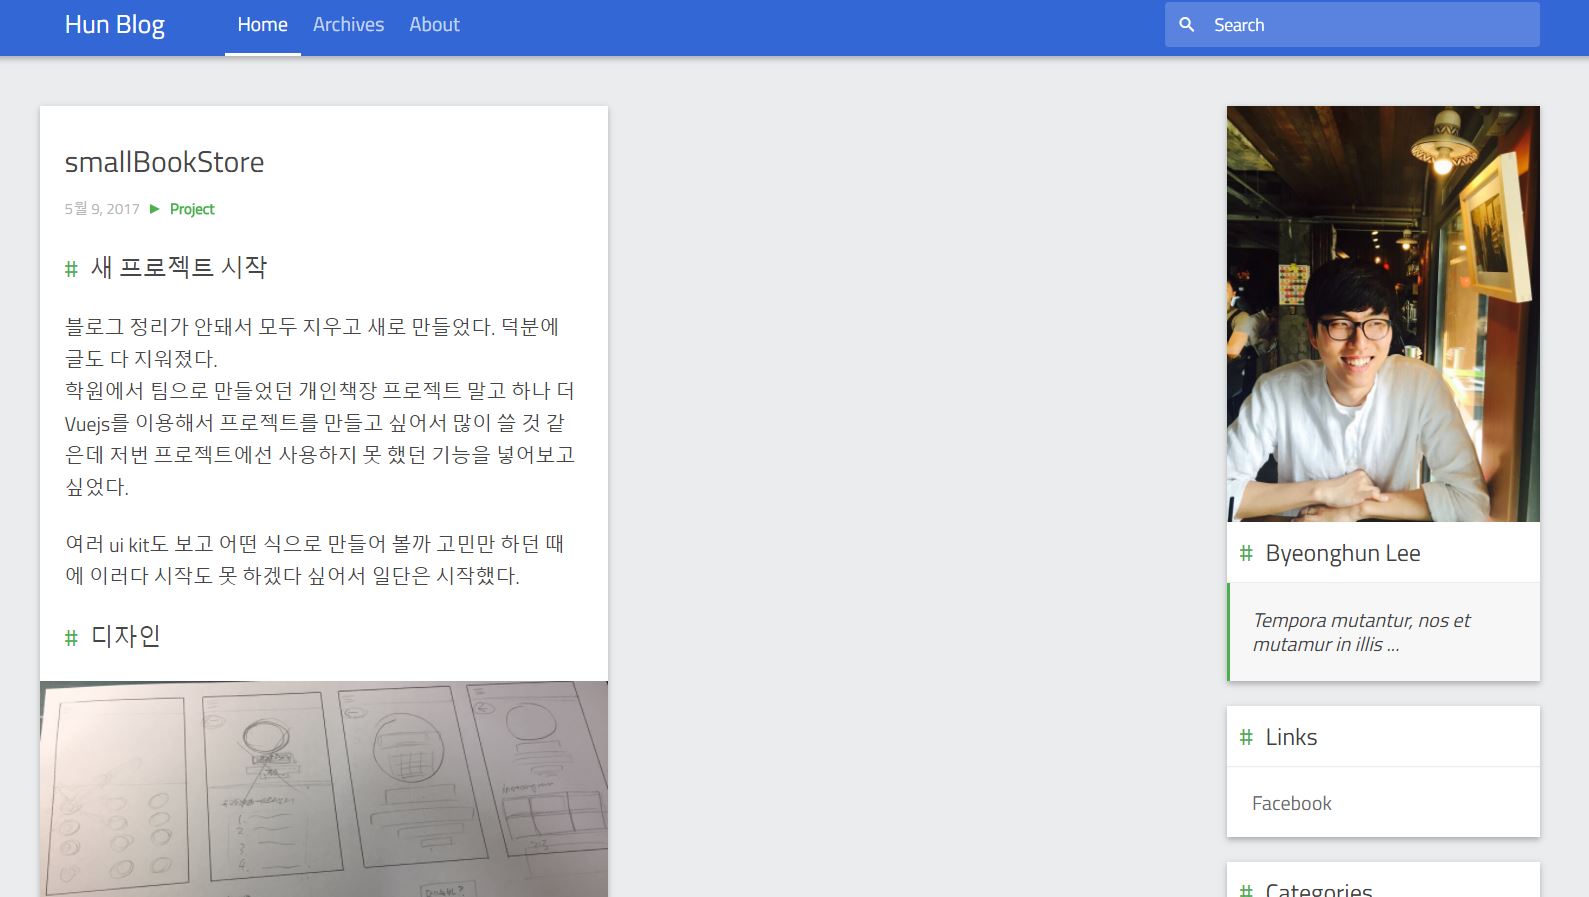 Hun Blog
Home
Archives
About
Search
smallBookStore
5월 9, 2017 ► Project
# 새 프로젝트 시작
블로그 정리가 안돼서 모두 지우고 새로 만들었다. 덕분에
글도 다 지워졌다.
학원에서 팀으로 만들었던 개인책장 프로젝트 말고 하나 더
Vuejs를 이용해서 프로젝트를 만들고 싶어서 많이 쓸 것 같
은데 저번 프로젝트에선 사용하지 못 했던 기능을 넣어보고
싶었다.
여러 ui kit도 보고 어떤 식으로 만들어 볼까 고민만 하던 때
에 이러다 시작도 못 하겠다 싶어서 일단은 시작했다.
# 디자인
1.
2
3
4.
# Byeonghun Lee
Tempora mutantur, nos et
mutamur in illis ...
# Links
Facebook
# Categories